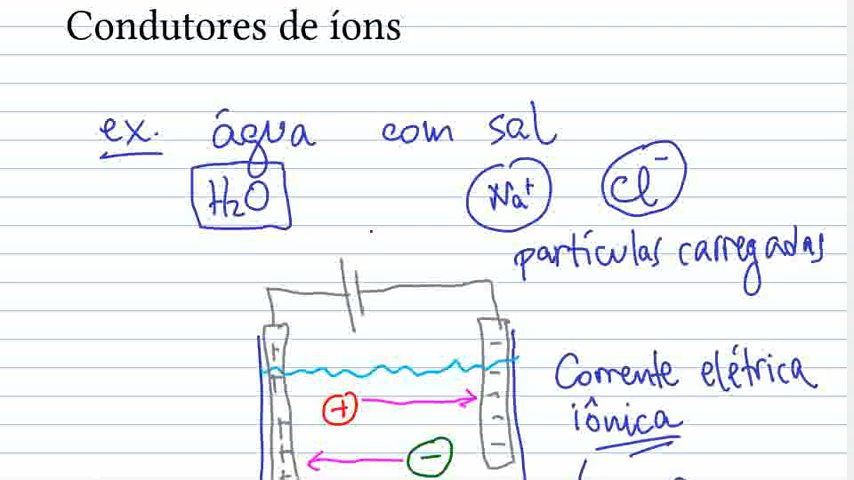 Condutores de íons
ex. água com sal
H₂O Na⁺ Cl⁻
partículas carregadas
Corrente elétrica
iônica